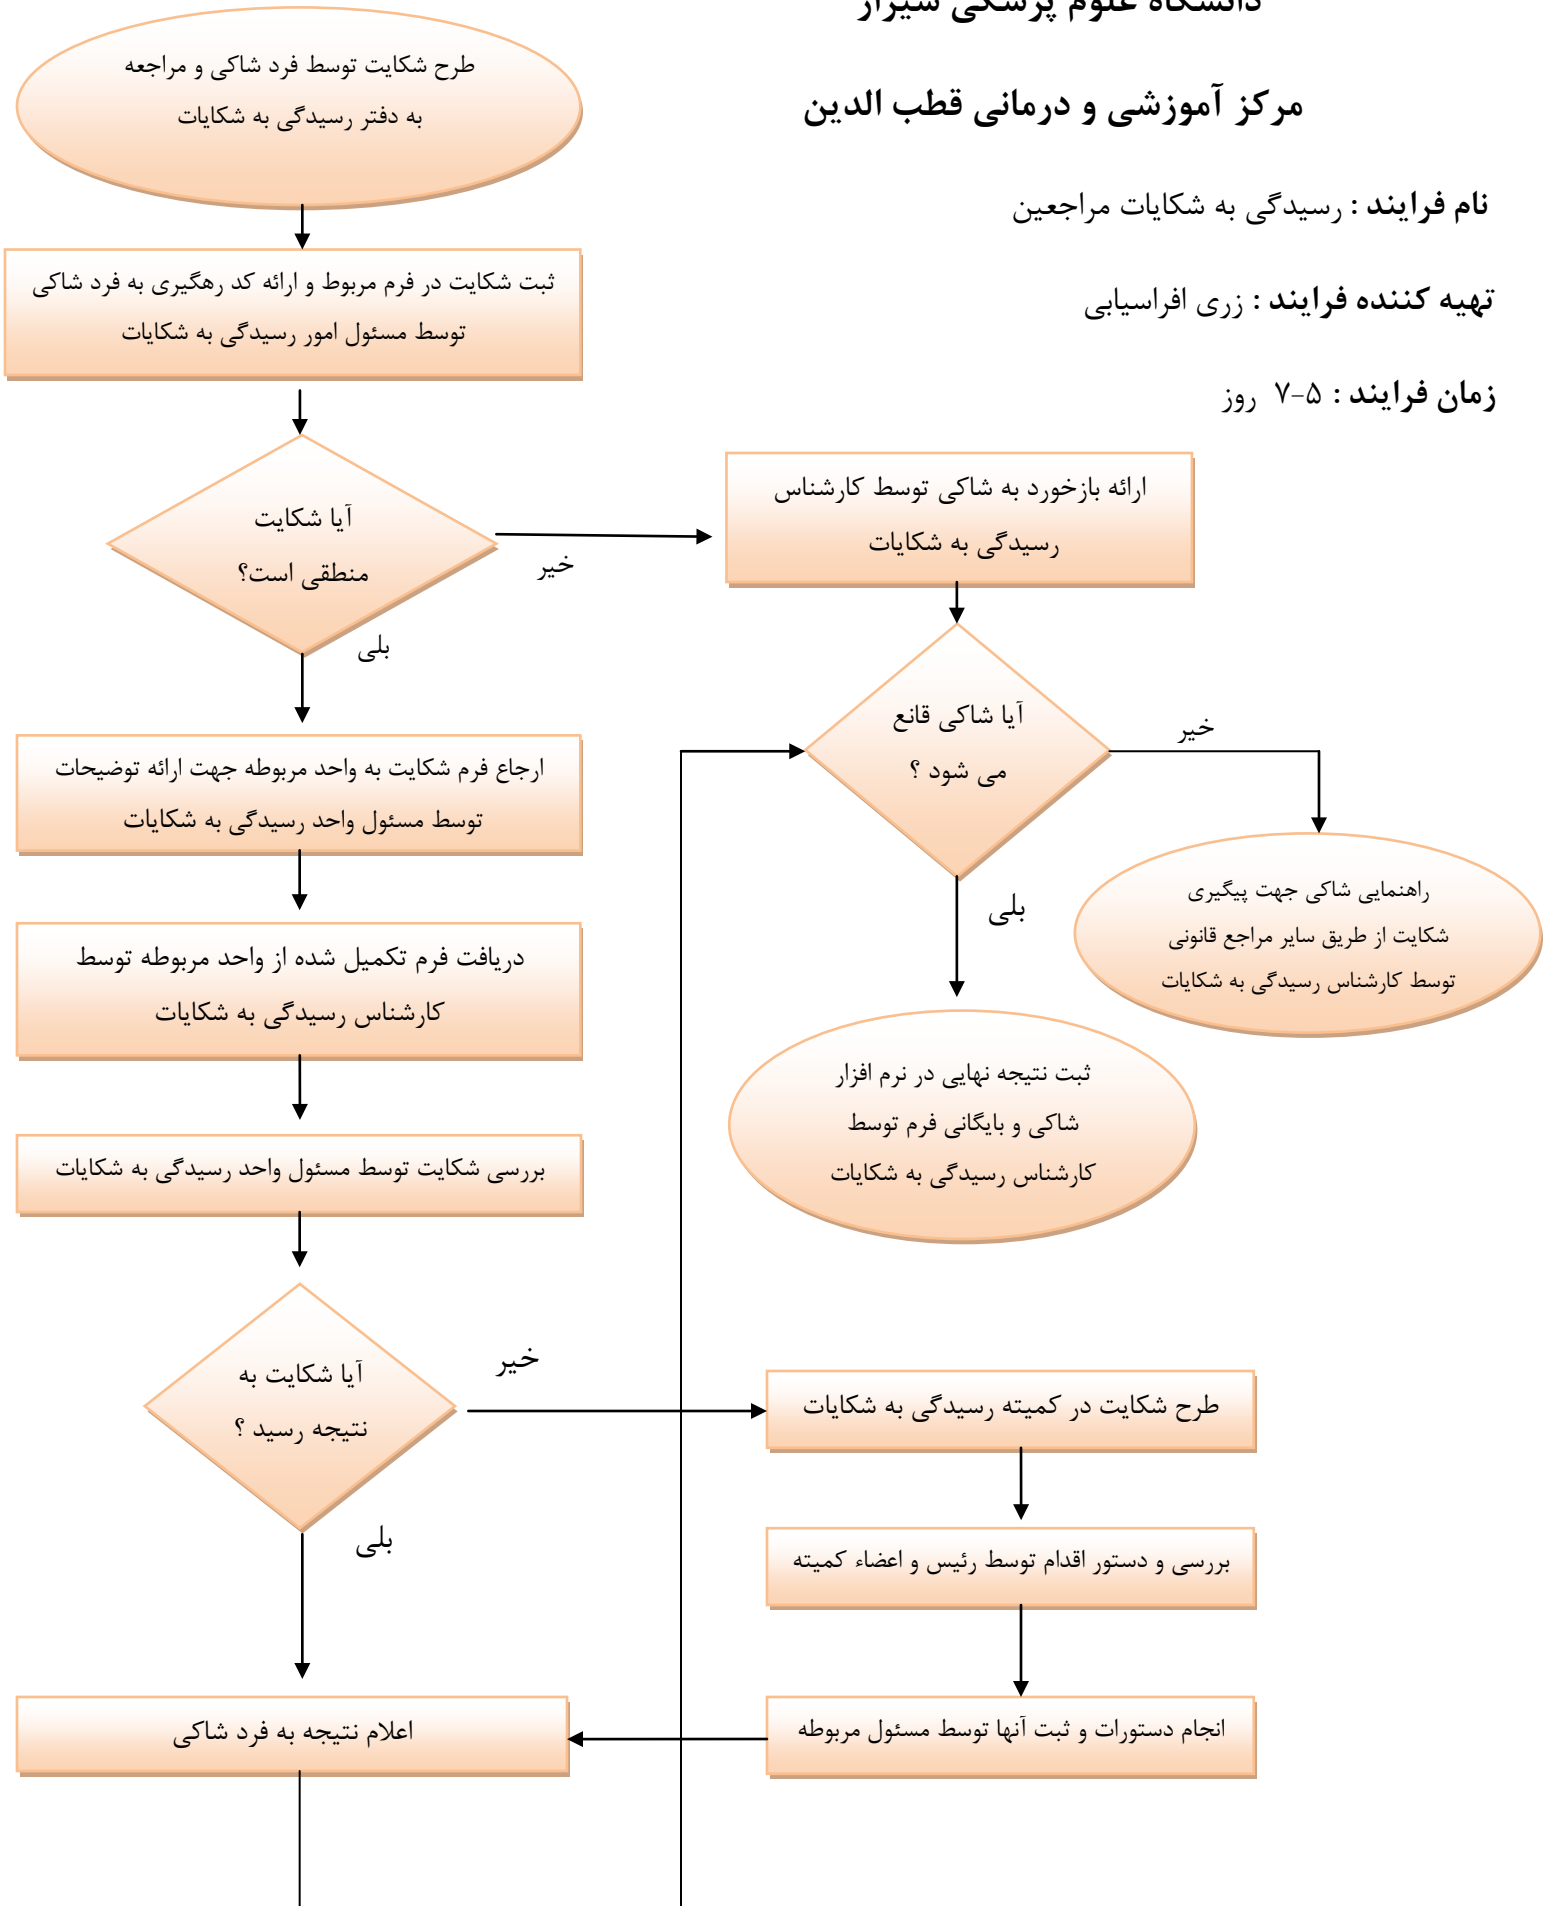 دانشگاه علوم پزشکی شیراز
مرکز آموزشی و درمانی قطب الدین
نام فرایند : رسیدگی به شکایات مراجعین
تهیه کننده فرایند : زری افراسیابی
زمان فرایند : ۵-۷ روز
طرح شکایت توسط فرد شاکی و مراجعه
به دفتر رسیدگی به شکایات
ثبت شکایت در فرم مربوط و ارائه کد رهگیری به فرد شاکی
توسط مسئول امور رسیدگی به شکایات
آیا شکایت
منطقی است؟
خیر
بلی
ارائه بازخورد به شاکی توسط کارشناس
رسیدگی به شکایات
آیا شاکی قانع
می شود ؟
خیر
بلی
راهنمایی شاکی جهت پیگیری
شکایت از طریق سایر مراجع قانونی
توسط کارشناس رسیدگی به شکایات
ثبت نتیجه نهایی در نرم افزار
شاکی و بایگانی فرم توسط
کارشناس رسیدگی به شکایات
ارجاع فرم شکایت به واحد مربوطه جهت ارائه توضیحات
توسط مسئول واحد رسیدگی به شکایات
دریافت فرم تکمیل شده از واحد مربوطه توسط
کارشناس رسیدگی به شکایات
بررسی شکایت توسط مسئول واحد رسیدگی به شکایات
آیا شکایت به
نتیجه رسید ؟
خیر
بلی
طرح شکایت در کمیته رسیدگی به شکایات
بررسی و دستور اقدام توسط رئیس و اعضاء کمیته
انجام دستورات و ثبت آنها توسط مسئول مربوطه
اعلام نتیجه به فرد شاکی